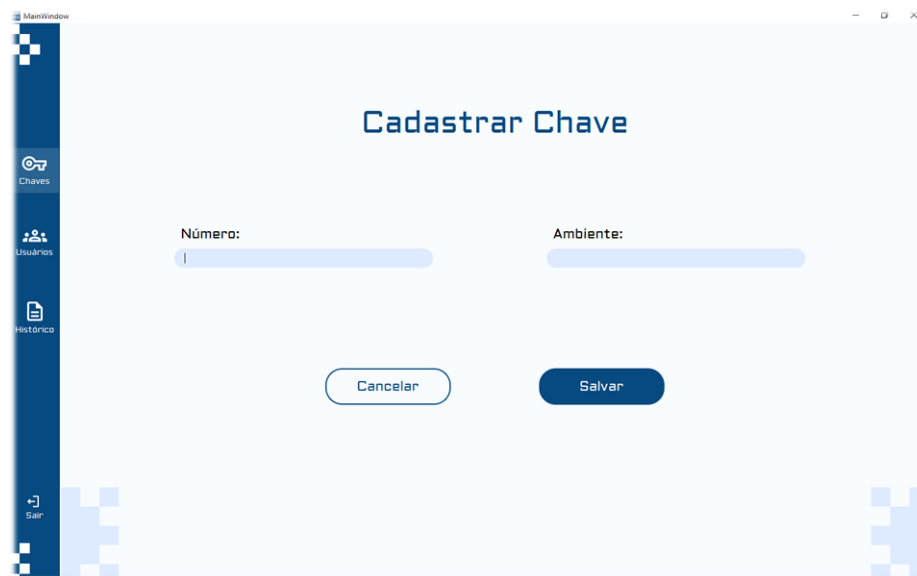 MainWindow
Cadastrar Chave
Chaves
Número:
Ambiente:
Usuários
Histórico
Cancelar
Salvar
Sair